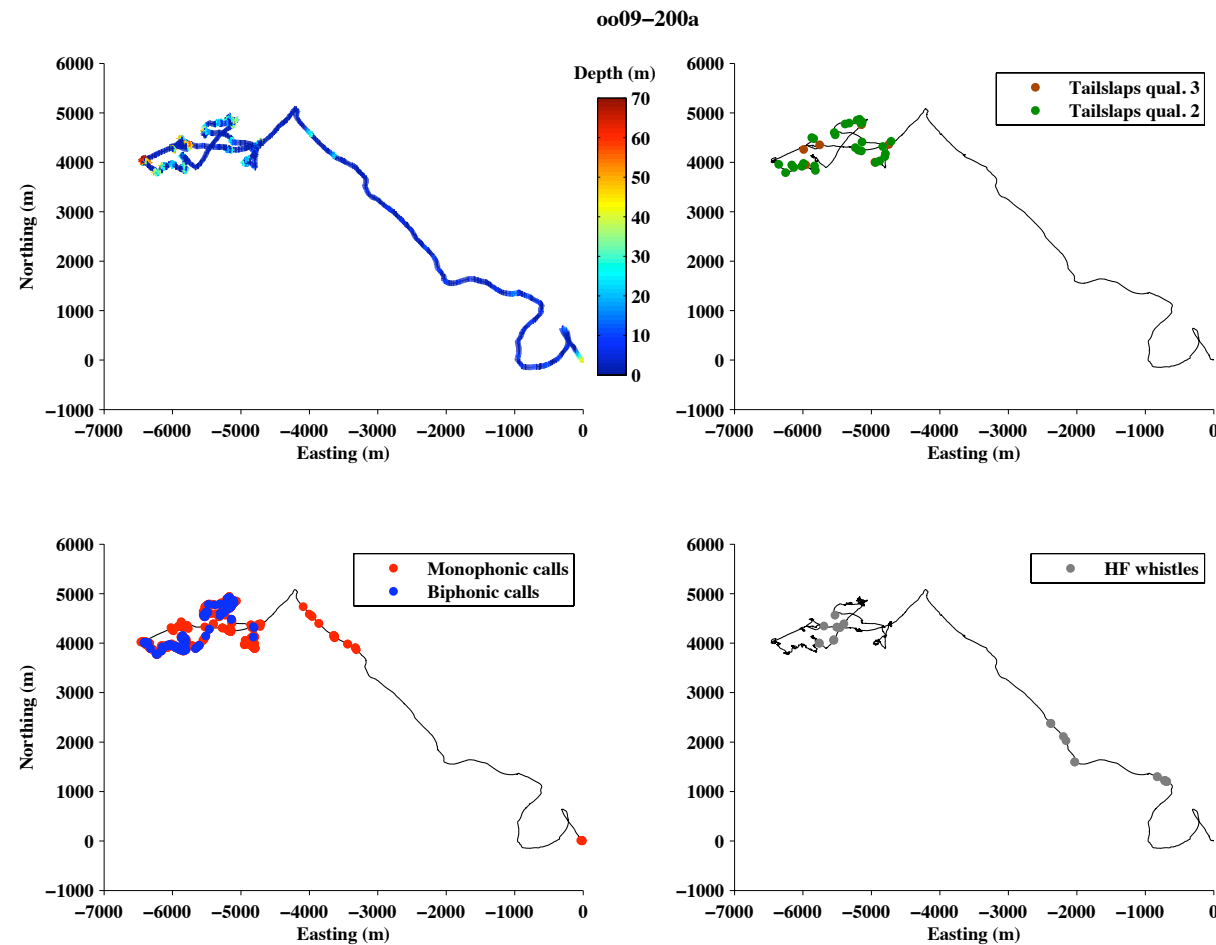 oo09−200a
6000
5000
4000
3000
2000
1000
0
−1000
Northing (m)
−7000 −6000 −5000 −4000 −3000 −2000 −1000 0
Easting (m)
Depth (m)
70
60
50
40
30
20
10
0
6000
5000
4000
3000
2000
1000
0
−1000
−7000 −6000 −5000 −4000 −3000 −2000 −1000 0
Easting (m)
Tailslaps qual. 3
Tailslaps qual. 2
6000
5000
4000
3000
2000
1000
0
−1000
Northing (m)
−7000 −6000 −5000 −4000 −3000 −2000 −1000 0
Easting (m)
Monophonic calls
Biphonic calls
6000
5000
4000
3000
2000
1000
0
−1000
−7000 −6000 −5000 −4000 −3000 −2000 −1000 0
Easting (m)
HF whistles